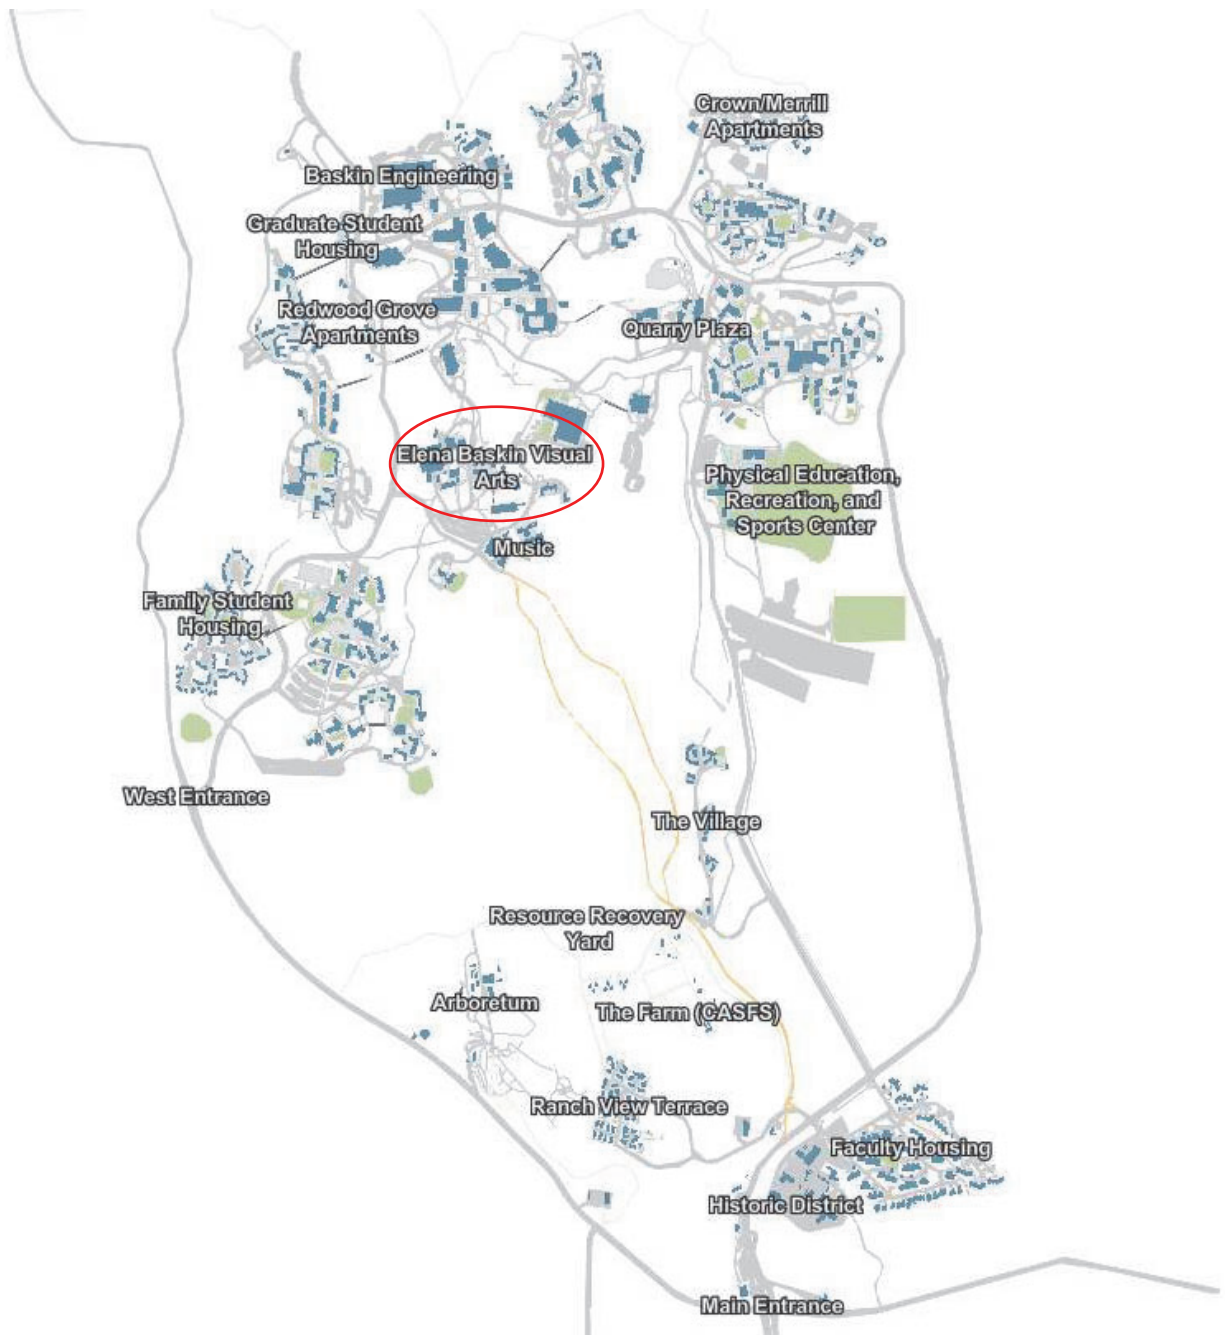 Crown/Merrill
Apartments
Baskin Engineering
Graduate Student
Housing
Redwood Grove
Apartments
Quarry Plaza
Elena Baskin Visual
Arts
Physical Education,
Recreation, and
Sports Center
Music
Family Student
Housing
West Entrance
The Village
Resource Recovery
Yard
Arboretum
The Farm (CASFS)
Ranch View Terrace
Faculty Housing
Historic District
Main Entrance